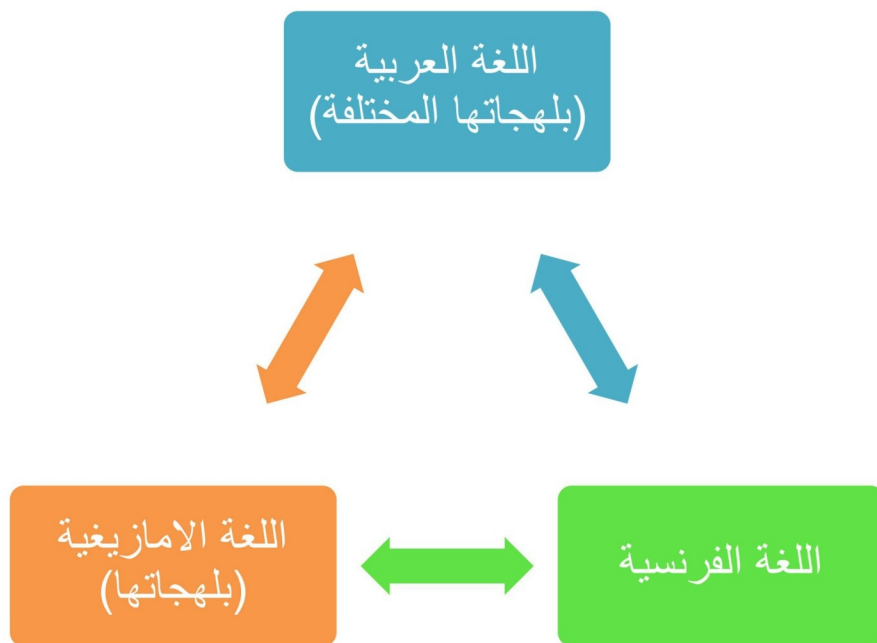 اللغة العربية
(بلهجاتها المختلفة)
اللغة الفرنسية
اللغة الامازيغية
(بلهجاتها)